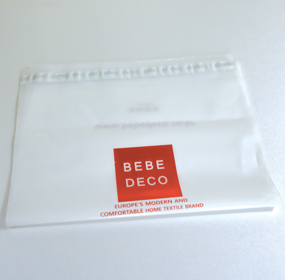 BEBE
DECO
EUROPE'S MODERN AND
COMFORTABLE HOME TEXTILE BRAND